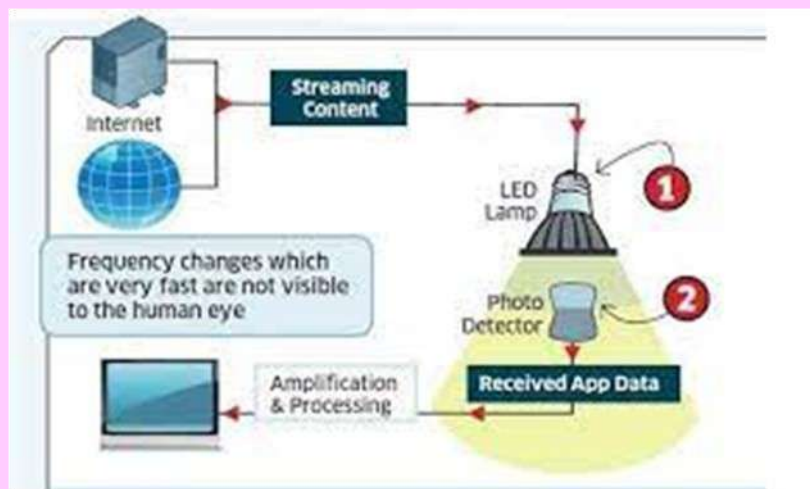 Streaming
Content
Internet
LED
Lamp
1
Frequency changes which
are very fast are not visible
to the human eye
Photo
Detector
2
Amplification
& Processing
Received App Data